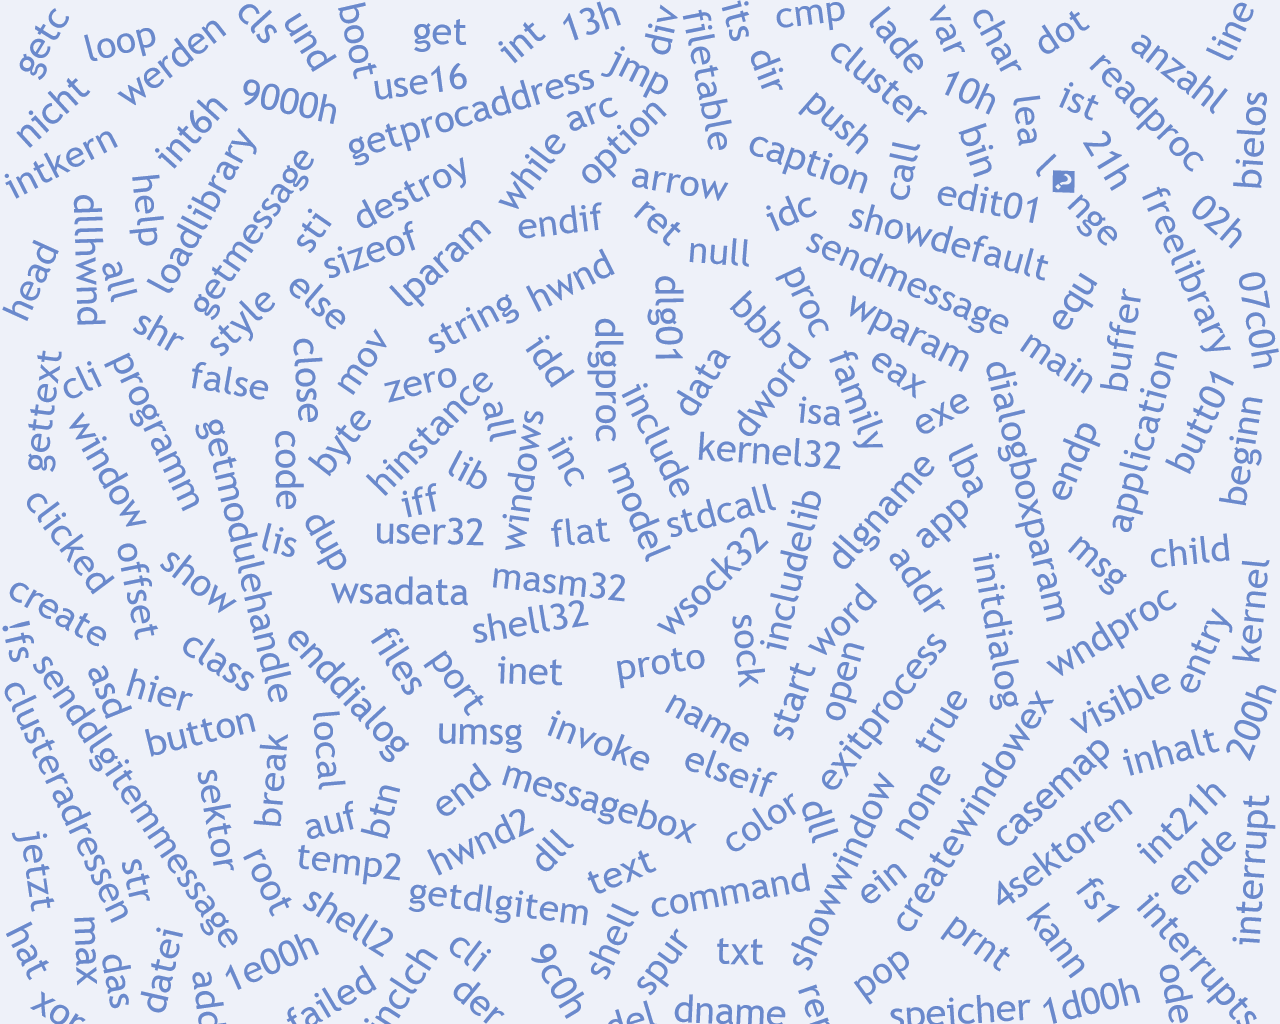 getc
loop
werden
cls
und
boot
get
int
13h
div
filetable
its
cmp
lade
var
char
dot
anzahl
line
nicht
intkern
int6h
9000h
use16
getprocaddress
jmp
arc
dir
cluster
push
10h
lea
ist
readproc
bielos
help
dllhwnd
all
loadlibrary
getmessage
sti
destroy
while
option
arrow
caption
call
bin
21h
l�nge
edit01
freelibrary
02h
head
shr
style
else
sizeof
lparam
endif
ret
null
idc
showdefault
sendmessage
equ
07c0h
string
hwnd
dlg01
bbb
proc
wparam
main
buffer
gettext
cli
programm
false
close
mov
zero
idd
dlgproc
data
dword
family
eax
exe
isa
dialogboxparam
application
butt01
beginn
window
getmodulehandle
code
byte
hinstance
all
lib
iff
windows
inc
include
model
kernel32
lba
endp
clicked
offset
show
lis
dup
user32
flat
stdcall
includelib
dlgname
app
msg
child
create
lfs
wsadata
masm32
shell32
wsock32
sock
word
addr
initdialog
wndproc
entry
kernel
senddlgitemmessage
clusteradressen
asd
hier
class
enddialog
files
port
inet
proto
start
open
exitprocess
visible
200h
button
break
local
umsg
invoke
name
elseif
true
createwindowex
casemap
inhalt
sektor
auf
btn
end
messagebox
color
dll
showwindow
none
4sektoren
int21h
ende
interrupt
jetzt
str
root
temp2
hwnd2
dll
getdlgitem
text
command
ein
fs1
interrupts
hat
max
das
datei
1e00h
shell2
cli
9c0h
shell
spur
txt
pop
prnt
kann
xor
add
failed
inclch
der
del
dname
speicher
1d00h